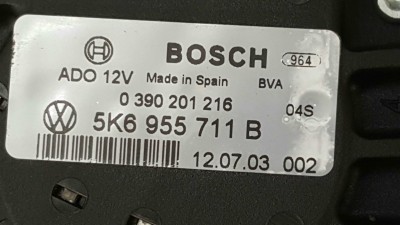 BOSCH 964
ADO 12V Made in Spain BVA
0 390 201 216 04S
5K6 955 711 B
12.07.03 002